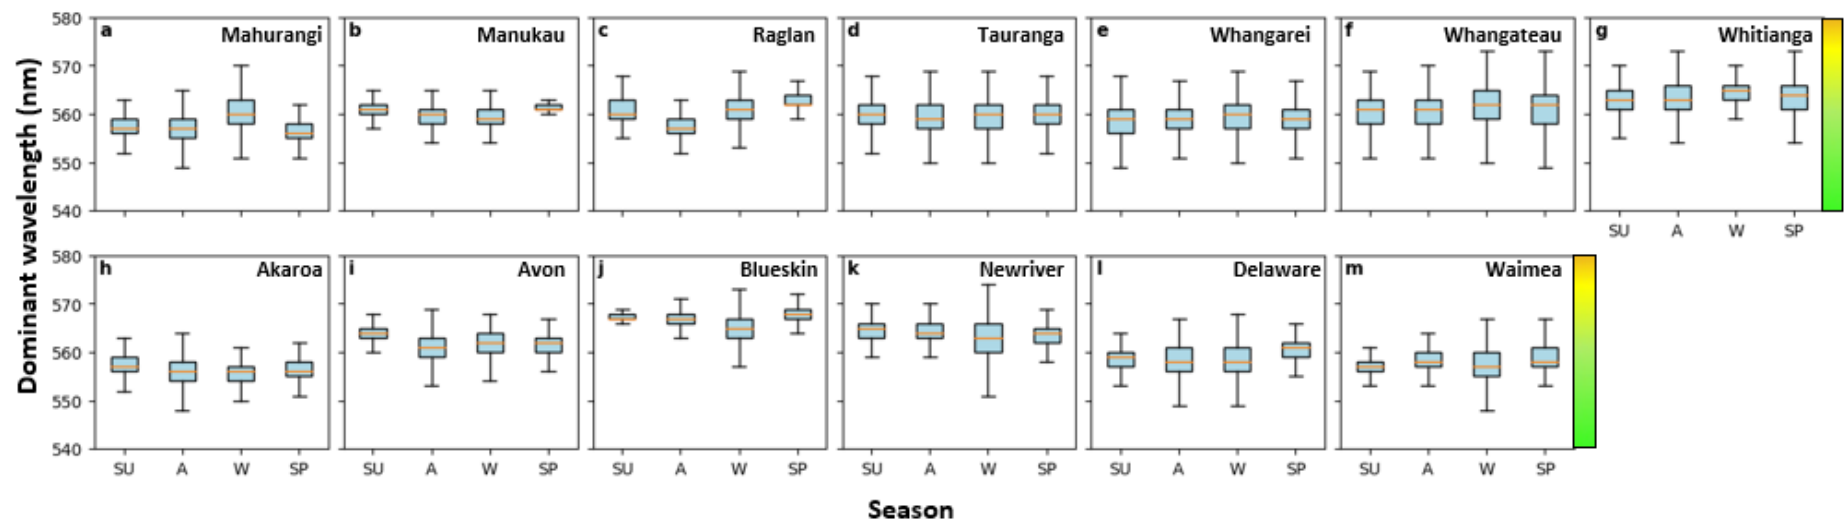 Dominant wavelength (nm)
580
570
560
550
540
a Mahurangi
b Manukau
c Raglan
d Tauranga
e Whangarei
f Whangateau
g Whitianga
SU A W SP
580
570
560
550
540
h Akaroa
i Avon
j Blueskin
k Newriver
l Delaware
m Waimea
SU A W SP
SU A W SP
SU A W SP
SU A W SP
SU A W SP
SU A W SP
Season